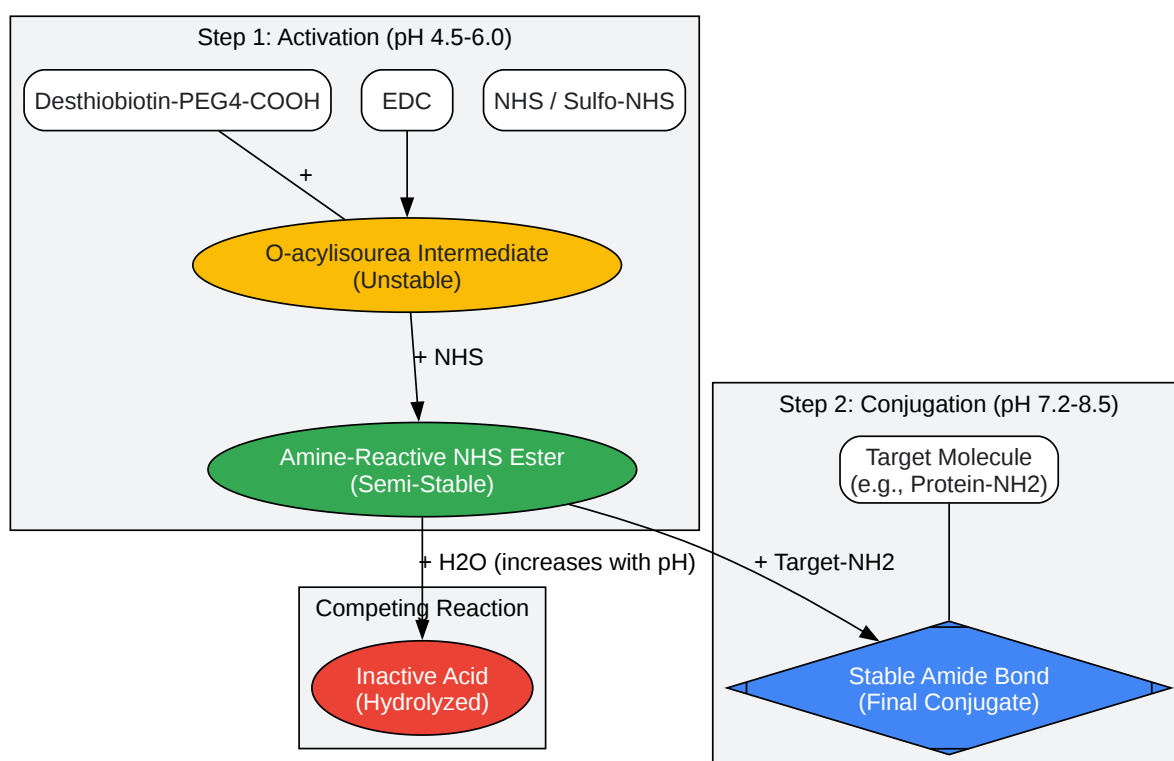 Step 1: Activation (pH 4.5-6.0)
Desthiobiotin-PEG4-COOH
EDC
NHS / Sulfo-NHS
+
O-acylisourea Intermediate
(Unstable)
+ NHS
Amine-Reactive NHS Ester
(Semi-Stable)
Step 2: Conjugation (pH 7.2-8.5)
Target Molecule
(e.g., Protein-NH2)
+ H2O (increases with pH)
+ Target-NH2
Competing Reaction
Inactive Acid
(Hydrolyzed)
Stable Amide Bond
(Final Conjugate)